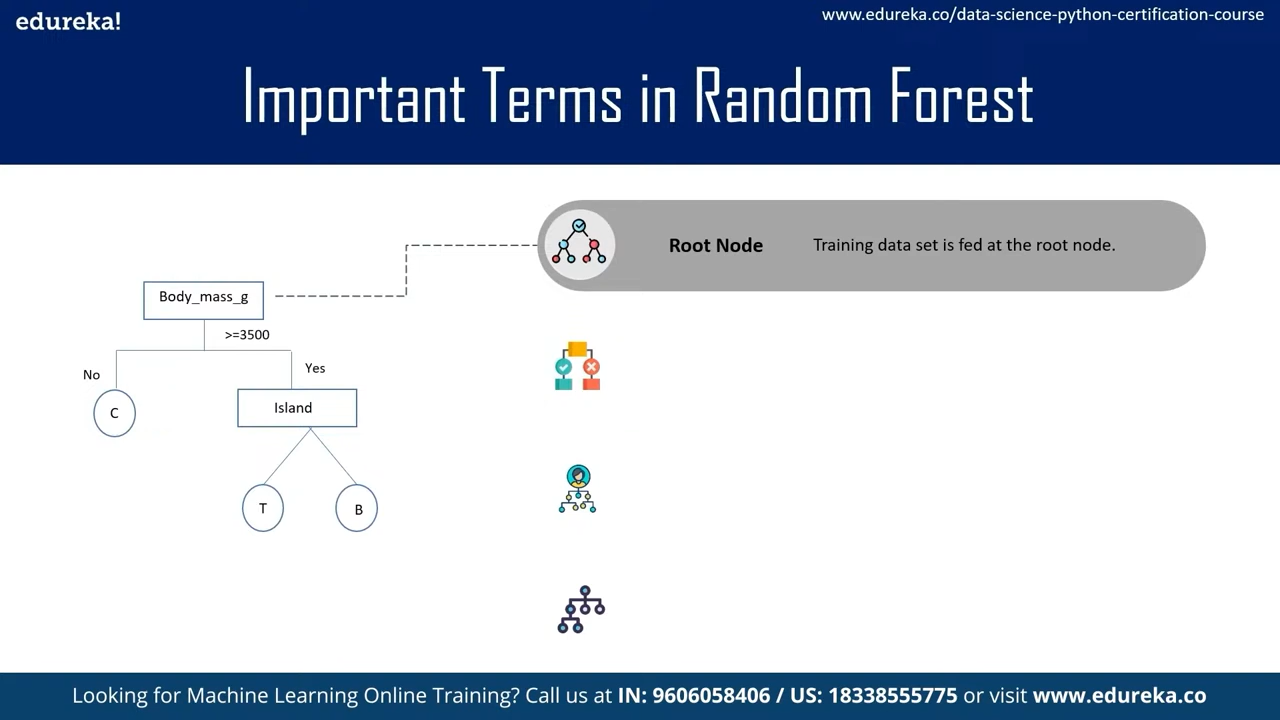 edureka!
www.edureka.co/data-science-python-certification-course
Important Terms in Random Forest
Root Node
Training data set is fed at the root node.
Body_mass_g
>=3500
No
Yes
C
Island
T
B
Looking for Machine Learning Online Training? Call us at IN: 9606058406 / US: 18338555775 or visit www.edureka.co